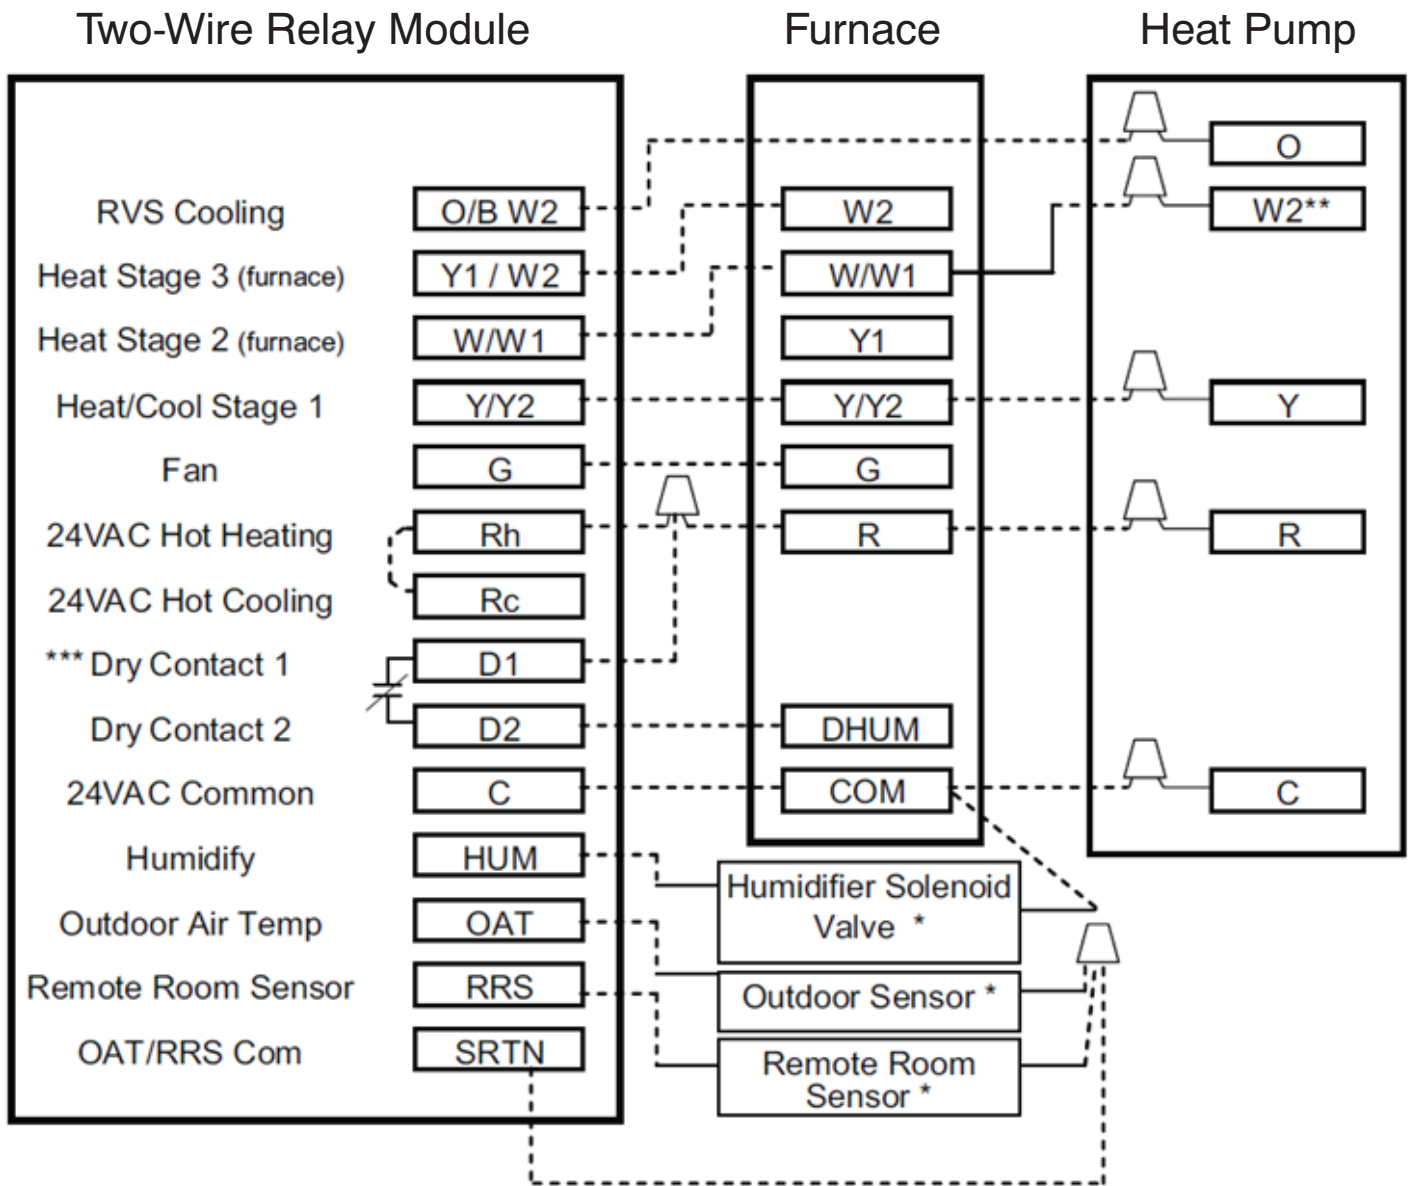 Two-Wire Relay Module Furnace Heat Pump
O
RVS Cooling O/B W2 W2 W2**
Heat Stage 3 (furnace) Y1 / W2 W/W1
Heat Stage 2 (furnace) W/W1 Y1
Heat/Cool Stage 1 Y/Y2 Y/Y2 Y
Fan G G
24VAC Hot Heating Rh R R
24VAC Hot Cooling Rc
*** Dry Contact 1 D1
Dry Contact 2 D2 DHUM
24VAC Common C COM C
Humidify HUM
Humidifier Solenoid
Valve *
Outdoor Air Temp OAT
Remote Room Sensor RRS
Outdoor Sensor *
OAT/RRS Com SRTN
Remote Room
Sensor *